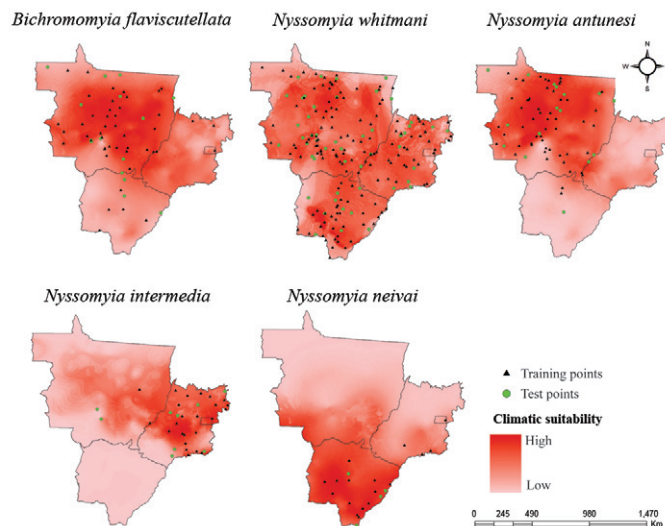 Bichromomyia flaviscutellata
Nyssomyia whitmani
Nyssomyia antunesi
N
W E
S
Nyssomyia intermedia
Nyssomyia neivai
Training points
Test points
Climatic suitability
High
Low
0 245 490 980 1,470
Km